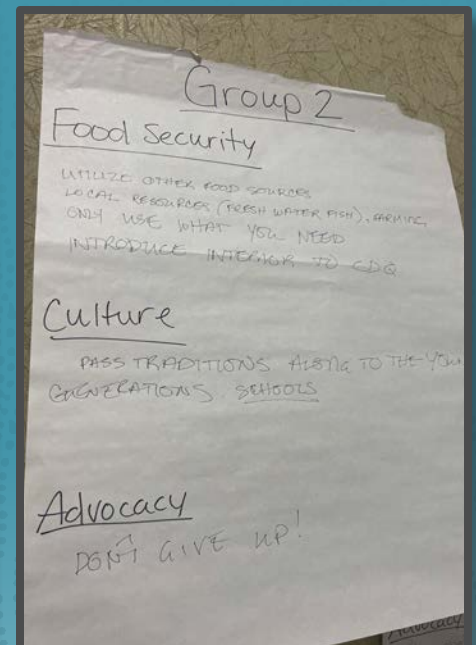 Group 2
Food Security
UTILIZE OTHER FOOD SOURCES
LOCAL RESOURCES (FRESH WATER FISH), FARMING
ONLY USE WHAT YOU NEED
INTRODUCE INTERIOR TO CDQ
Culture
PASS TRADITIONS ALONG TO THE
GENERATIONS. SCHOOLS
Advocacy
DON'T GIVE UP!
Advocacy